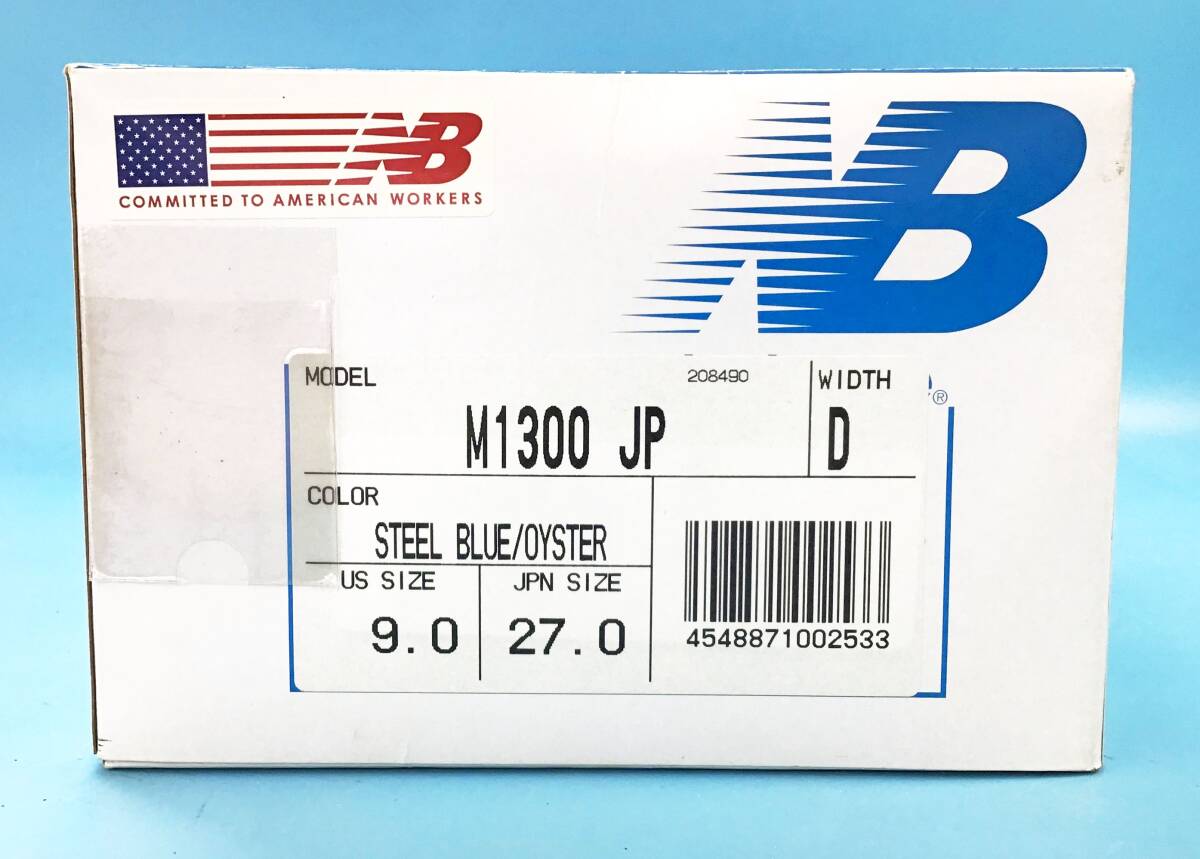 NB
NB
COMMITTED TO AMERICAN WORKERS
MODEL
208490
WIDTH
®
M1300 JP
D
COLOR
STEEL BLUE/OYSTER
US SIZE
JPN SIZE
9.0
27.0
4548871002533